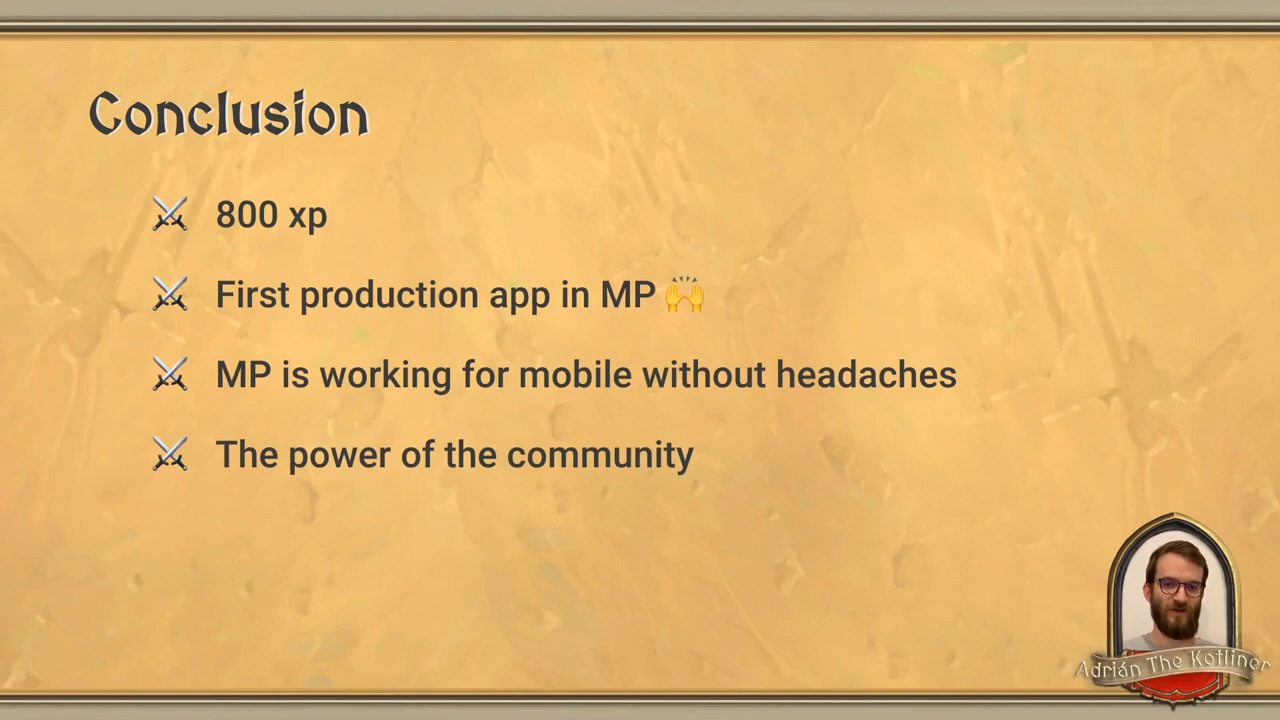 Conclusion
⚔️ 800 xp
⚔️ First production app in MP 🙌
⚔️ MP is working for mobile without headaches
⚔️ The power of the community
Adrián The Kotliner